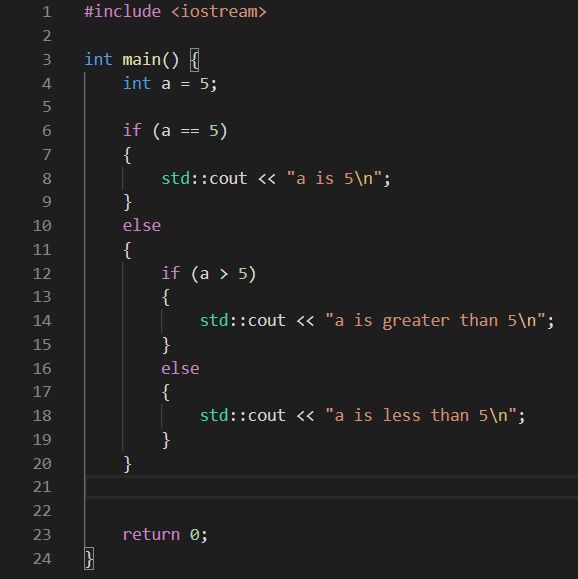 1 #include <iostream>
2
3 int main() {
4     int a = 5;
5
6     if (a == 5)
7     {
8         std::cout << "a is 5\n";
9     }
10     else
11     {
12         if (a > 5)
13         {
14             std::cout << "a is greater than 5\n";
15         }
16         else
17         {
18             std::cout << "a is less than 5\n";
19         }
20     }
21
22
23     return 0;
24 }